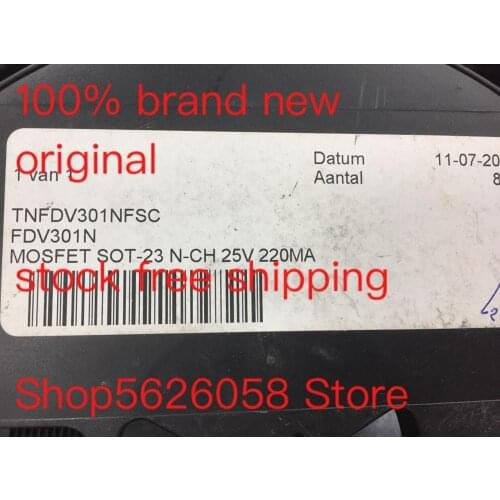 100% brand new
original
1 van 1
Datum 11-07-20
Aantal 8
TNFDV301NFSC
FDV301N
MOSFET SOT-23 N-CH 25V 220MA
stock free shipping
Shop5626058 Store